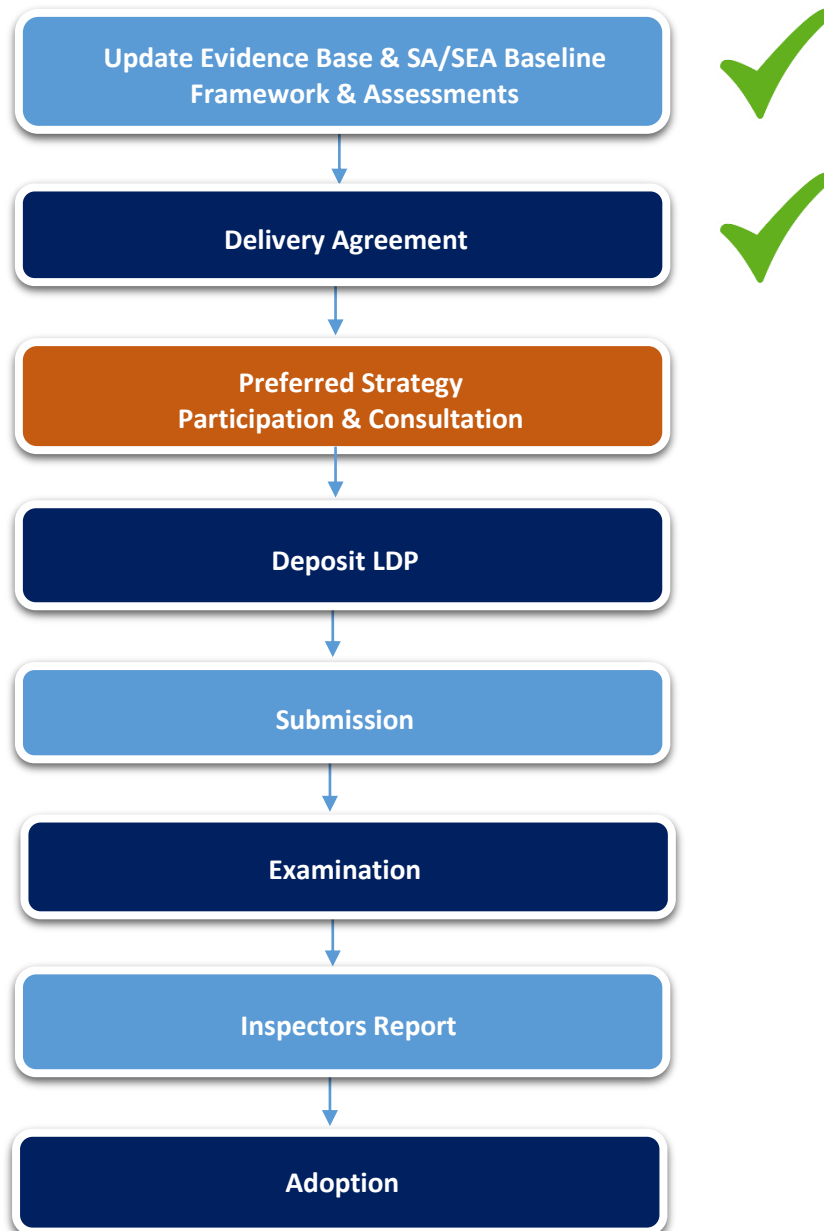 Update Evidence Base & SA/SEA Baseline
Framework & Assessments
Delivery Agreement
Preferred Strategy
Participation & Consultation
Deposit LDP
Submission
Examination
Inspectors Report
Adoption